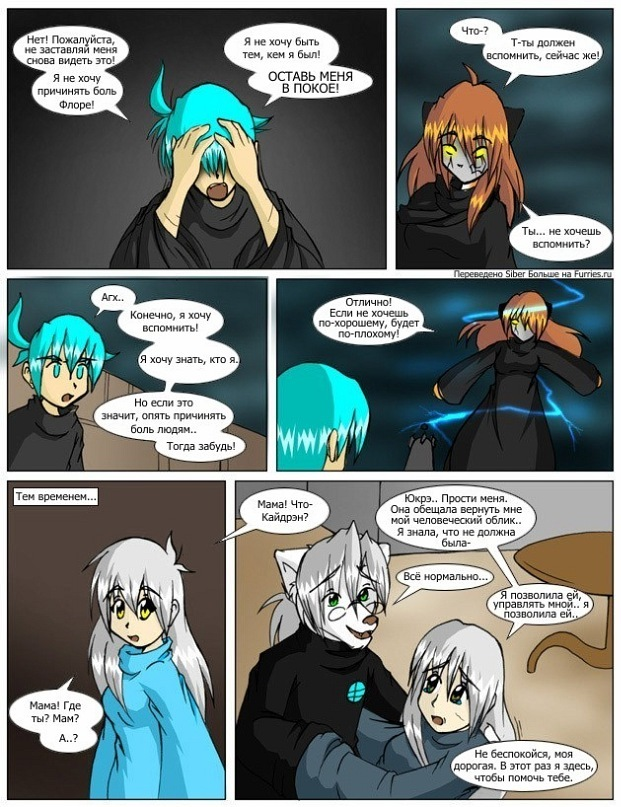 Нет! Пожалуйста,
не заставляй меня
снова видеть это!
Я не хочу
причинять боль
Флоре!
Я не хочу быть
тем, кем я был!
ОСТАВЬ МЕНЯ
В ПОКОЕ!
Что-?
Т-ты должен
вспомнить, сейчас же!
Ты... не хочешь
вспомнить?
Переведено Siber Больше на Furries.ru
Агх..
Конечно, я хочу
вспомнить!
Я хочу знать, кто я..
Но если это
значит, опять причинять
боль людям..
Тогда забудь!
Отлично!
Если не хочешь
по-хорошему, будет
по-плохому!
Тем временем...
Мама! Где
ты? Мам?
А..?
Мама! Что-
Кайдрэн?
Юкрэ.. Прости меня.
Она обещала вернуть мне
мой человеческий облик..
Я знала, что не должна
была-
Всё нормально...
Я позволила ей,
управлять мной.. я
позволила ей..
Не беспокойся, моя
дорогая. В этот раз я здесь,
чтобы помочь тебе.